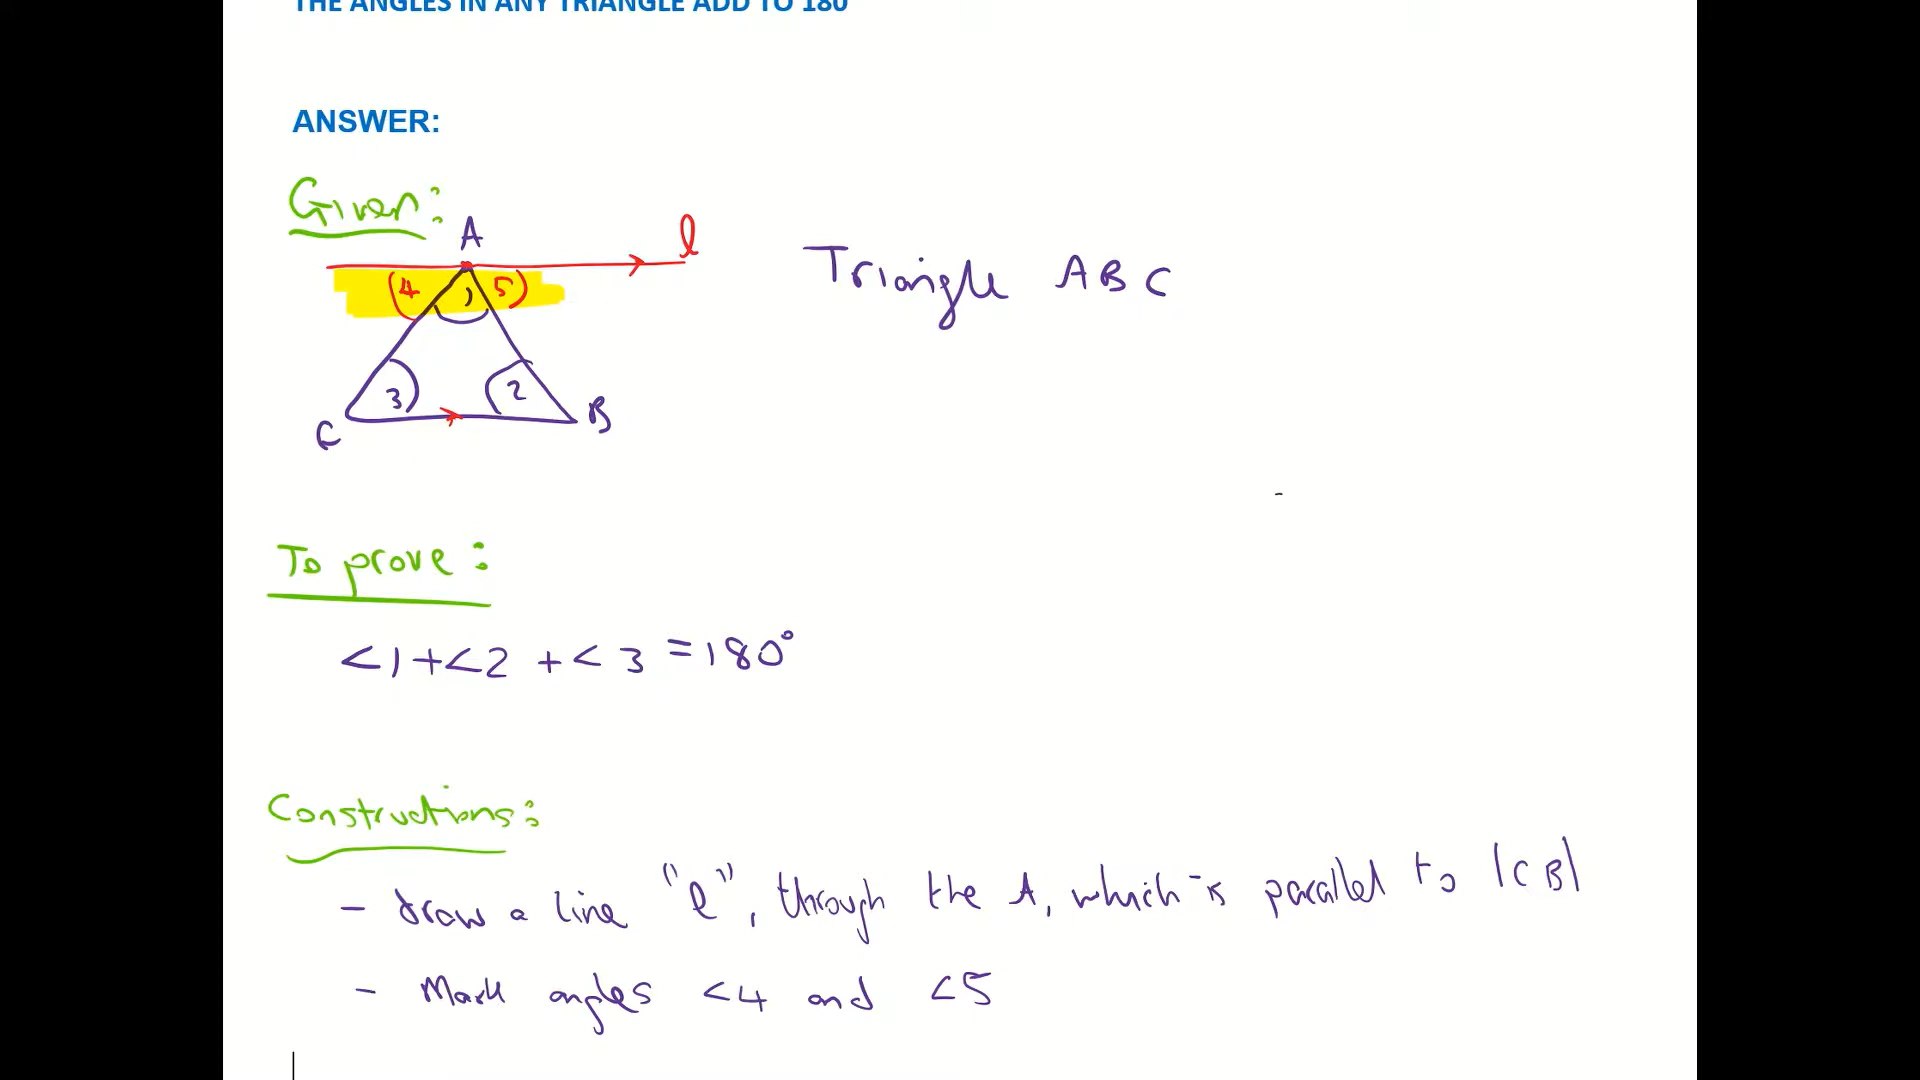 THE ANGLES IN ANY TRIANGLE ADD TO 180
ANSWER:
Given:
A
l
4
1
5
Triangle ABC
3
2
C
B
To prove:
<1+<2 +<3 =180°
Constructions:
- draw a line "l", through the A, which is parallel to |CB|
- Mark angles <4 and <5